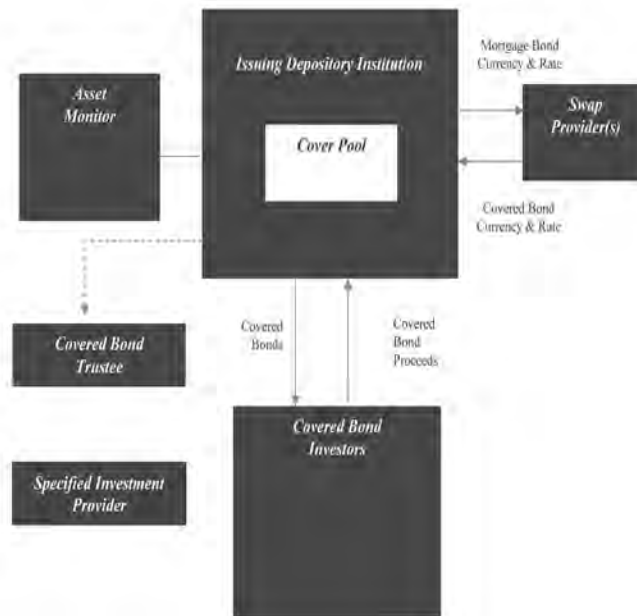 Issuing Depository Institution
Cover Pool
Asset
Monitor
Mortgage Bond
Currency & Rate
Swap
Provider(s)
Covered Bond
Currency & Rate
Covered Bond
Trustee
Covered
Bonds
Covered
Bond
Proceeds
Covered Bond
Investors
Specified Investment
Provider